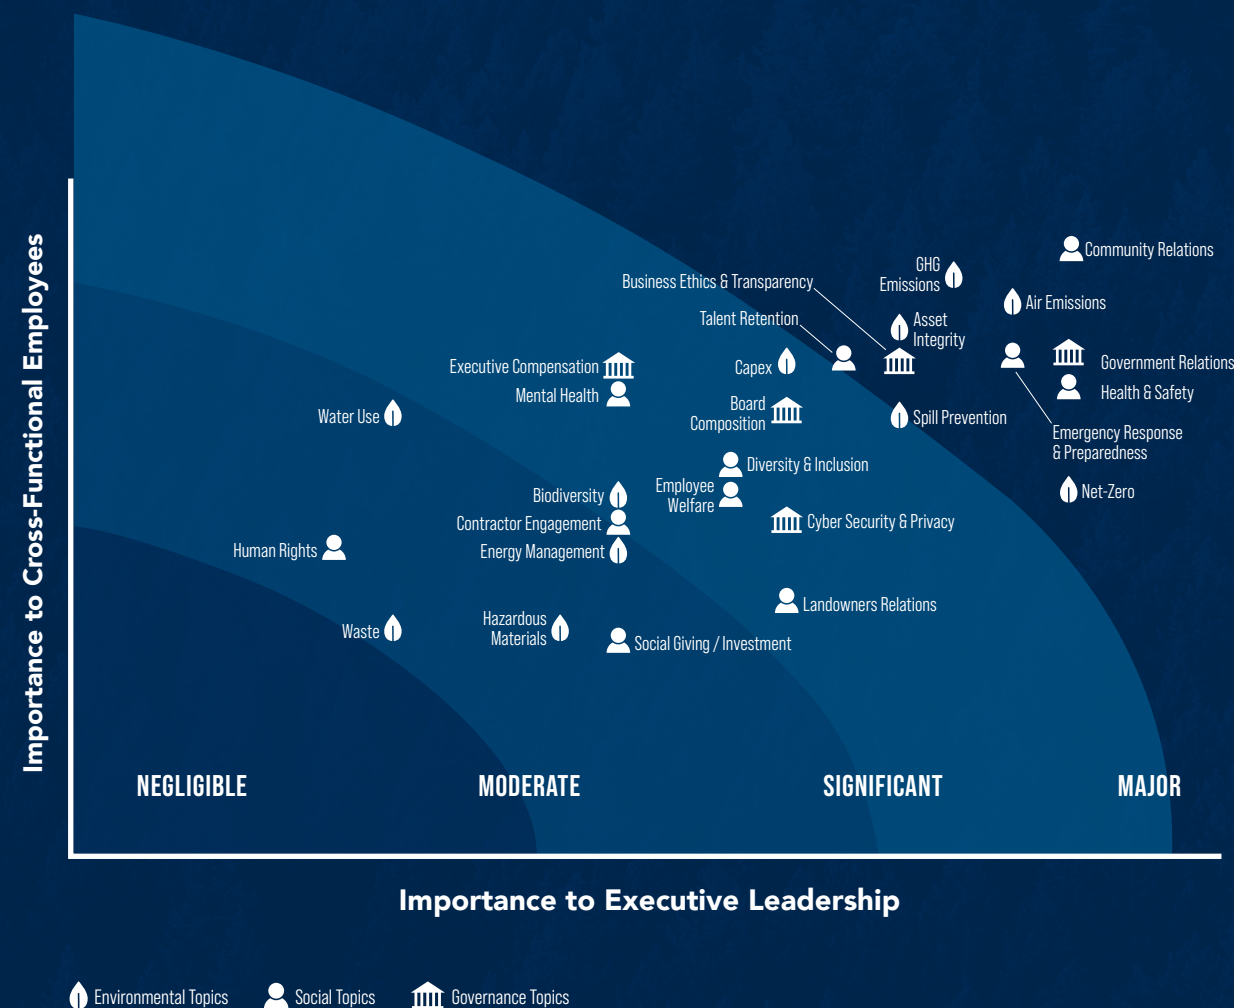 Importance to Cross-Functional Employees
Community Relations
GHG
Emissions
Business Ethics & Transparency
Air Emissions
Talent Retention
Asset
Integrity
Executive Compensation
Capex
Government Relations
Mental Health
Health & Safety
Board
Composition
Water Use
Spill Prevention
Emergency Response
& Preparedness
Diversity & Inclusion
Employee
Welfare
Net-Zero
Biodiversity
Contractor Engagement
Cyber Security & Privacy
Human Rights
Energy Management
Landowners Relations
Waste
Hazardous
Materials
Social Giving / Investment
NEGLIGIBLE
MODERATE
SIGNIFICANT
MAJOR
Importance to Executive Leadership
Environmental Topics
Social Topics
Governance Topics